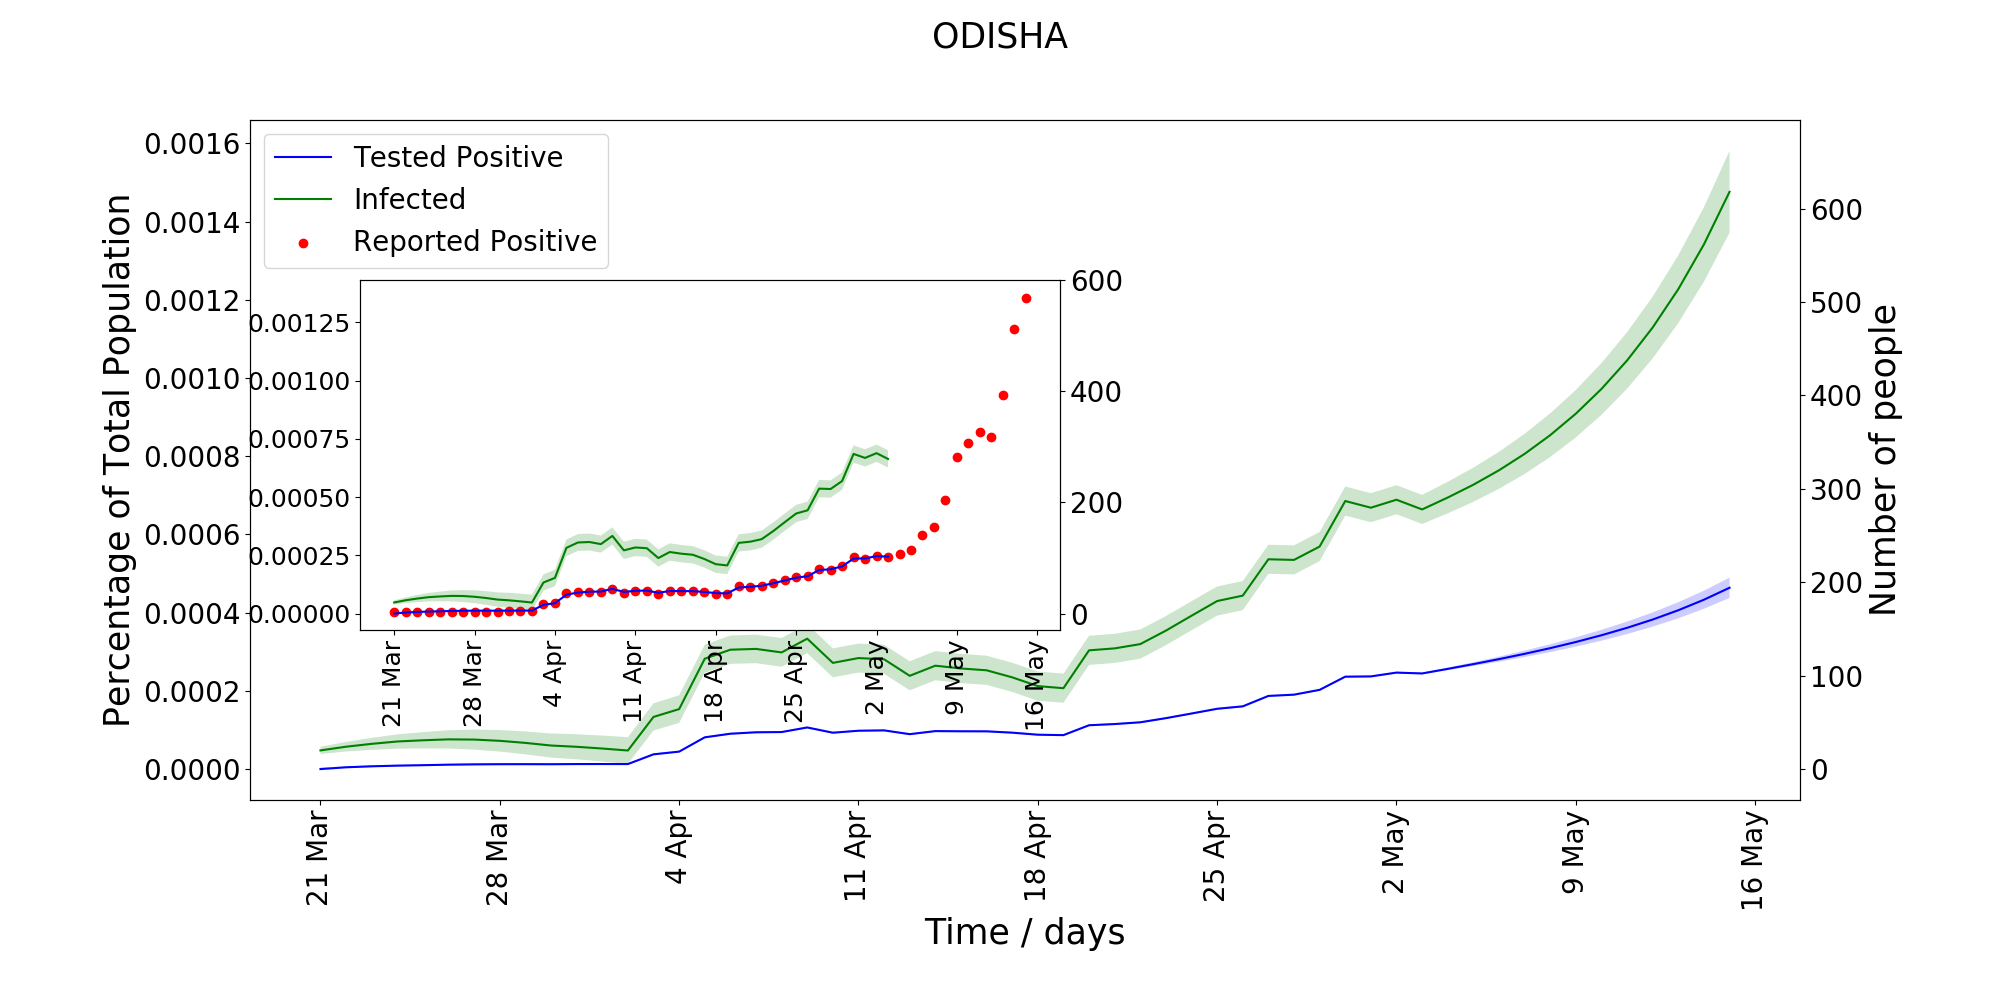 ODISHA
Tested Positive
Infected
Reported Positive
Percentage of Total Population
0.0016
0.0014
0.0012
0.0010
0.0008
0.0006
0.0004
0.0002
0.0000
0.00125
0.00100
0.00075
0.00050
0.00025
0.00000
600
400
200
0
21 Mar
28 Mar
4 Apr
11 Apr
18 Apr
25 Apr
2 May
9 May
16 May
600
500
400
300
200
100
0
Number of people
21 Mar
28 Mar
4 Apr
11 Apr
18 Apr
25 Apr
2 May
9 May
16 May
Time / days